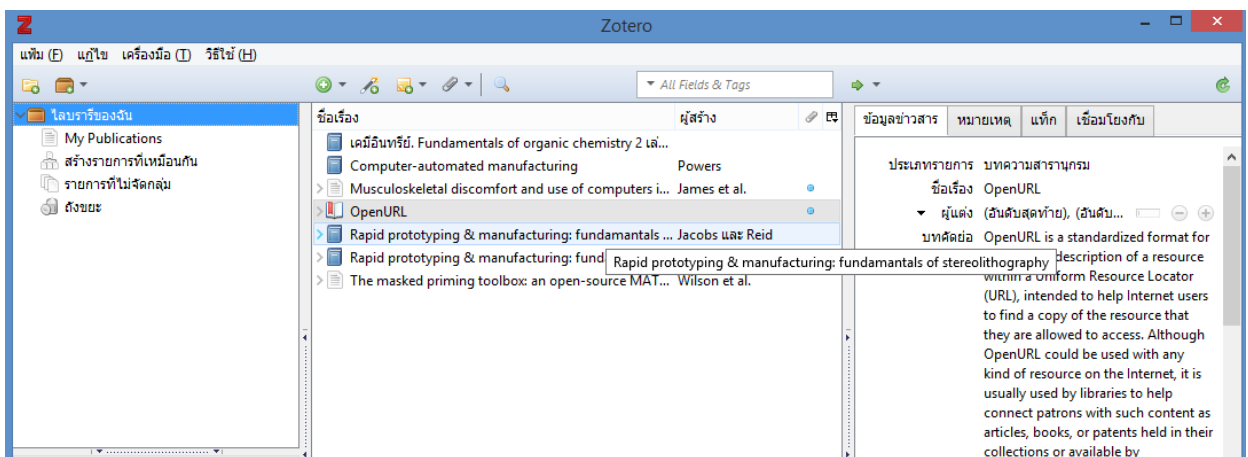 Zotero
แฟ้ม (F) แก้ไข เครื่องมือ (T) วิธีใช้ (H)
All Fields & Tags
ไลบรารีของฉัน
My Publications
สร้างรายการที่เหมือนกัน
รายการที่ไม่จัดกลุ่ม
ถังขยะ
ชื่อเรื่อง ผู้สร้าง
เคมีอินทรีย์. Fundamentals of organic chemistry 2 เล่...
Computer-automated manufacturing Powers
Musculoskeletal discomfort and use of computers i... James et al.
OpenURL
Rapid prototyping & manufacturing: fundamantals ... Jacobs และ Reid
Rapid prototyping & manufacturing: fund
Rapid prototyping & manufacturing: fundamantals of stereolithography
The masked priming toolbox: an open-source MAT... Wilson et al.
ข้อมูลข่าวสาร หมายเหตุ แท็ก เชื่อมโยงกับ
ประเภทรายการ บทความสารานุกรม
ชื่อเรื่อง OpenURL
ผู้แต่ง (อันดับสุดท้าย), (อันดับ...
บทคัดย่อ OpenURL is a standardized format for
description of a resource
within a Uniform Resource Locator
(URL), intended to help Internet users
to find a copy of the resource that
they are allowed to access. Although
OpenURL could be used with any
kind of resource on the Internet, it is
usually used by libraries to help
connect patrons with such content as
articles, books, or patents held in their
collections or available by